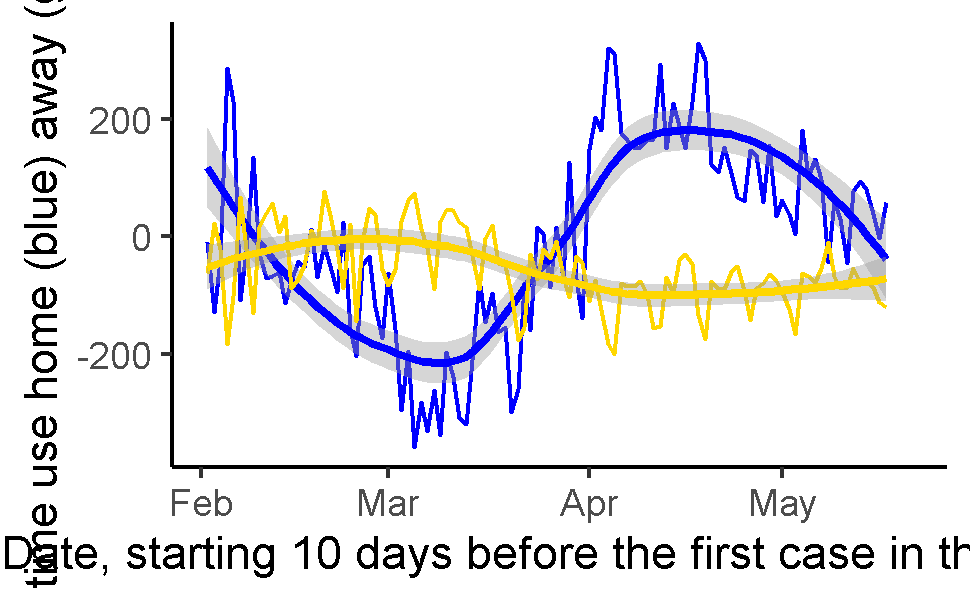 time use home (blue) away (
200
0
-200
Feb Mar Apr May
Date, starting 10 days before the first case in th